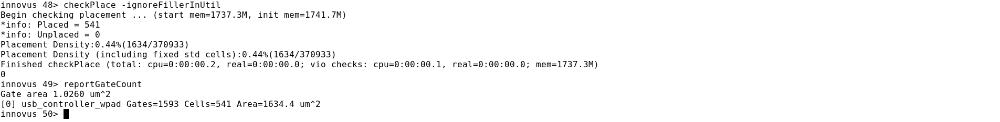 innovus 48> checkPlace -ignoreFillerInUtil
Begin checking placement ... (start mem=1737.3M, init mem=1741.7M)
*info: Placed = 541
*info: Unplaced = 0
Placement Density:0.44%(1634/370933)
Placement Density (including fixed std cells):0.44%(1634/370933)
Finished checkPlace (total: cpu=0:00:00.2, real=0:00:00.0; vio checks: cpu=0:00:00.1, real=0:00:00.0; mem=1737.3M)
0
innovus 49> reportGateCount
Gate area 1.0260 um^2
[0] usb_controller_wpad Gates=1593 Cells=541 Area=1634.4 um^2
innovus 50>